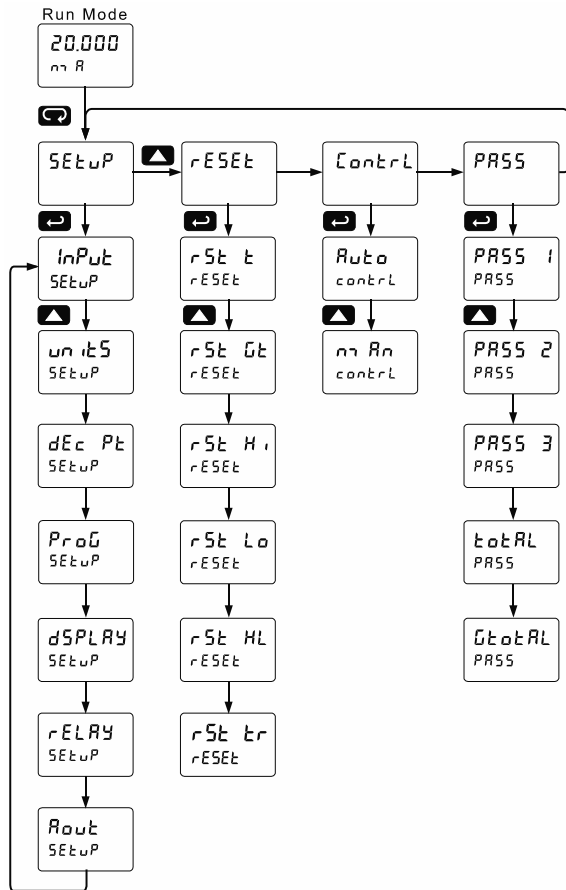 Run Mode
20.000
mA
SEtuP
rESEt
ContrL
PASS
InPut
SEtuP
rSt t
rESEt
Auto
contrL
PASS 1
PASS
unitS
SEtuP
rSt Gt
rESEt
mAn
contrL
PASS 2
PASS
dEc Pt
SEtuP
rSt Hi
rESEt
PASS 3
PASS
ProG
SEtuP
rSt Lo
rESEt
totAL
PASS
dSPLAY
SEtuP
rSt HL
rESEt
GtotAL
PASS
rELAY
SEtuP
rSt tr
rESEt
Aout
SEtuP